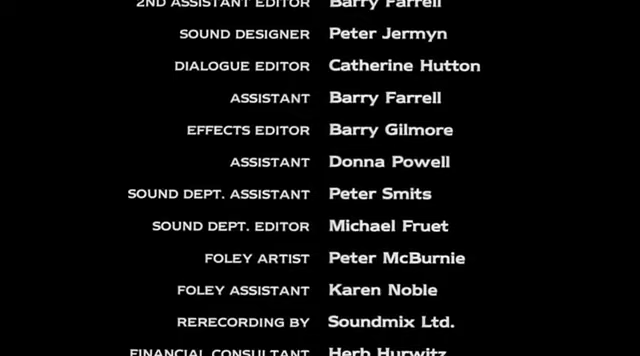 2ND ASSISTANT EDITOR Barry Farrell
SOUND DESIGNER Peter Jermyn
DIALOGUE EDITOR Catherine Hutton
ASSISTANT Barry Farrell
EFFECTS EDITOR Barry Gilmore
ASSISTANT Donna Powell
SOUND DEPT. ASSISTANT Peter Smits
SOUND DEPT. EDITOR Michael Fruet
FOLEY ARTIST Peter McBurnie
FOLEY ASSISTANT Karen Noble
RERECORDING BY Soundmix Ltd.
FINANCIAL CONSULTANT Herb Hurwitz